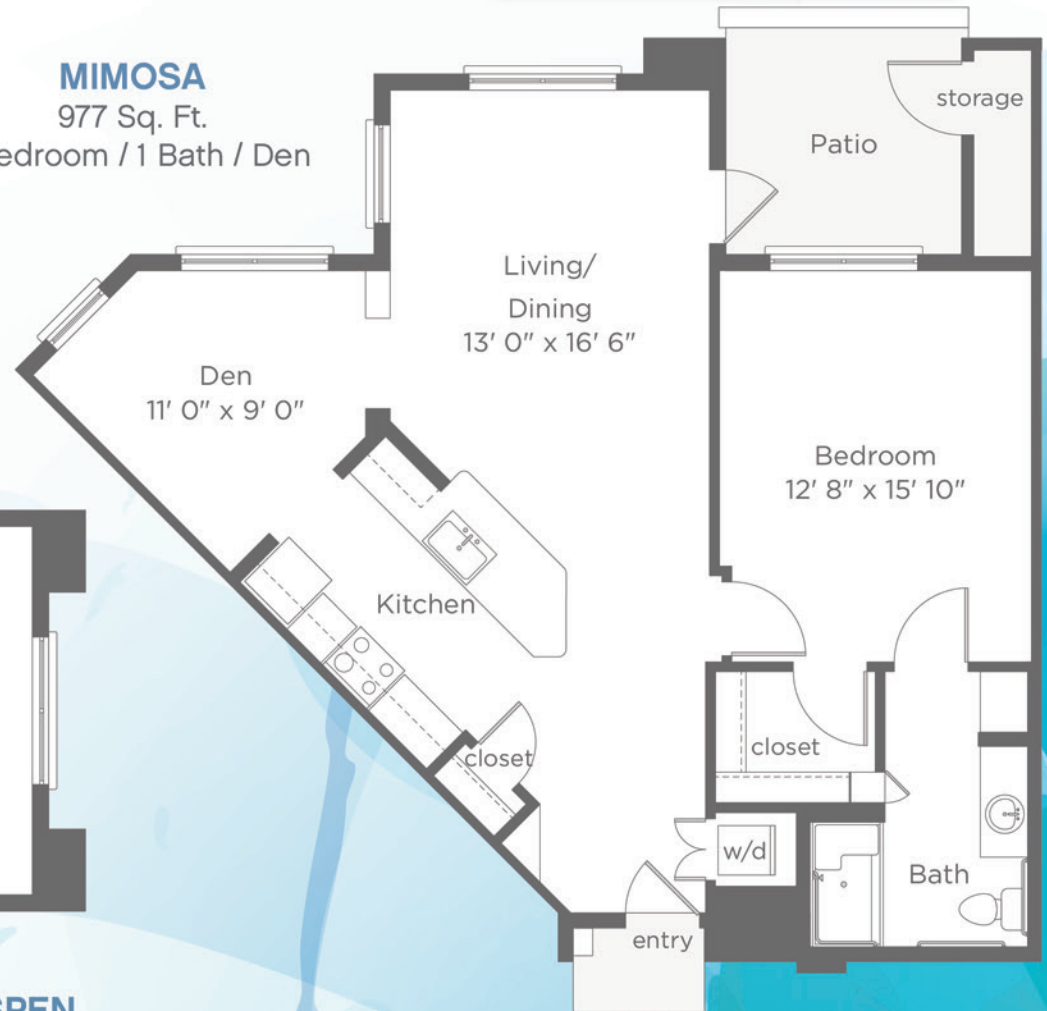 MIMOSA
977 Sq. Ft.
edroom / 1 Bath / Den
storage
Patio
Living/
Dining
13' 0" x 16' 6"
Den
11' 0" x 9' 0"
Bedroom
12' 8" x 15' 10"
Kitchen
closet
closet
w/d
Bath
entry
SPEN